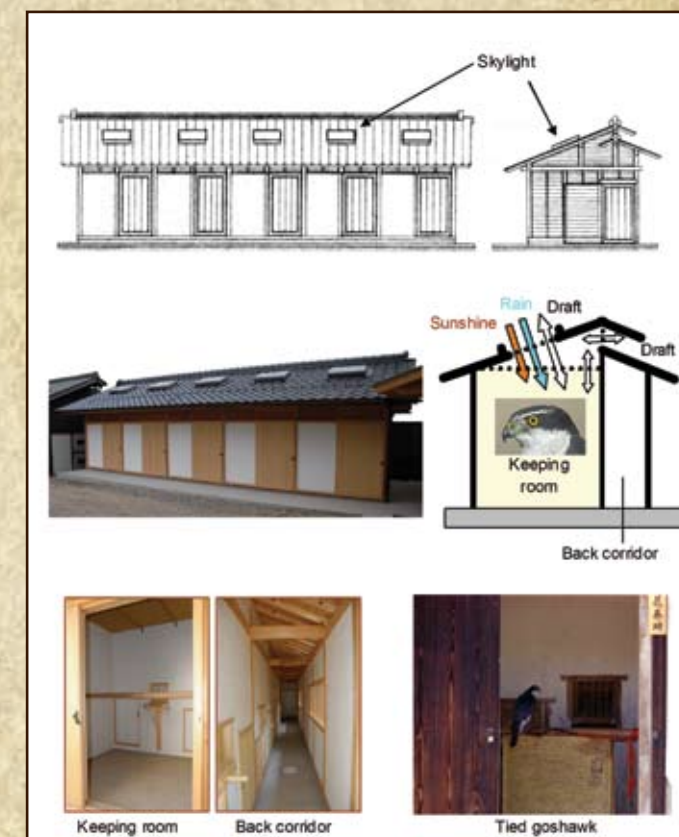 Skylight
Rain
Draft
Sunshine
Draft
Keeping
room
Back corridor
Keeping room
Back corridor
Tied goshawk